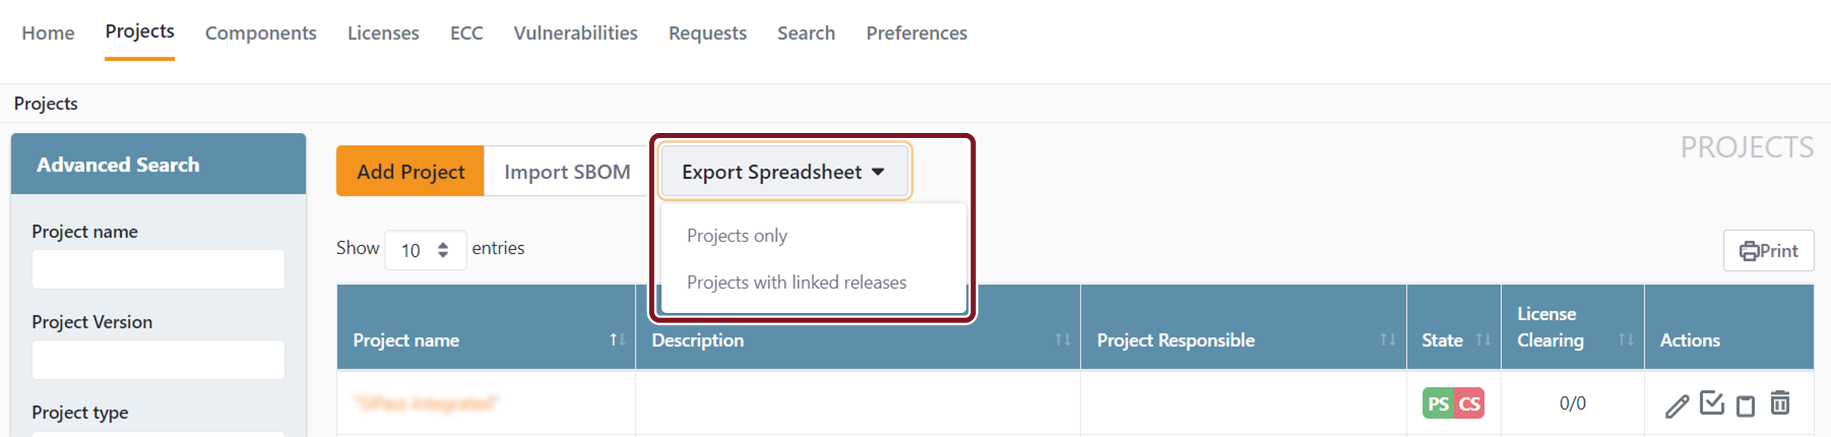 Home Projects Components Licenses ECC Vulnerabilities Requests Search Preferences
Projects
PROJECTS
Advanced Search
Add Project Import SBOM Export Spreadsheet
Projects only
Projects with linked releases
Project name
Show 10 entries
Print
Project Version
Project type
Project name Description Project Responsible State License Clearing Actions
PS CS 0/0